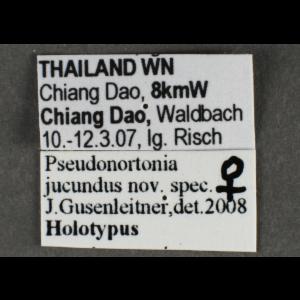 THAILAND WN
Chiang Dao, 8kmW
Chiang Dao, Waldbach
10.-12.3.07, lg. Risch
Pseudonortonia
jucundus nov. spec. ♀
J.Gusenleitner,det.2008
Holotypus